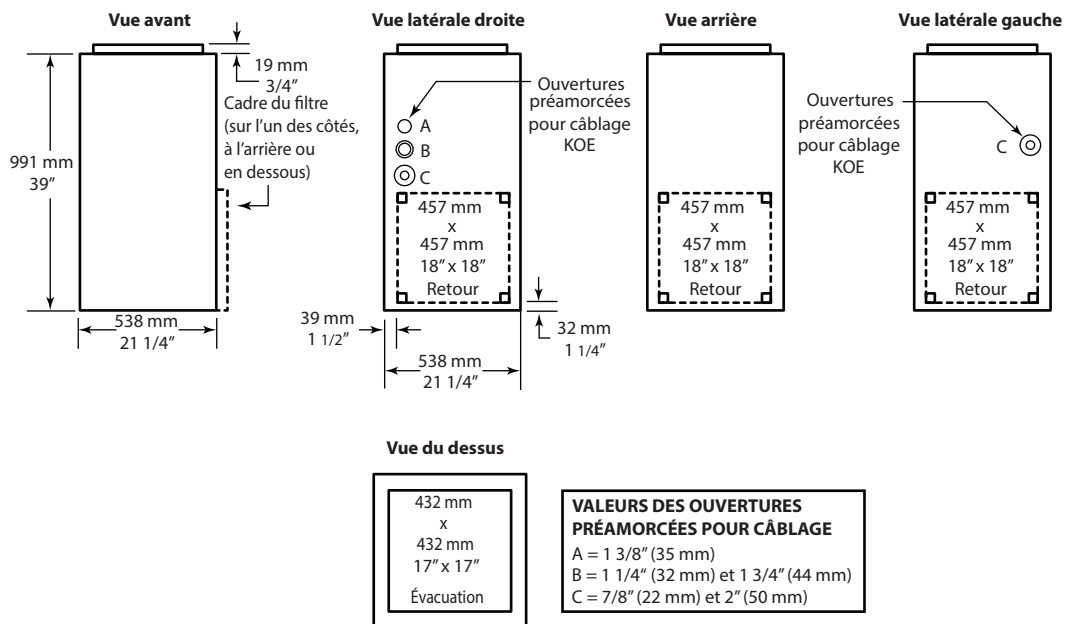 Vue avant
19 mm
3/4"
Cadre du filtre
(sur l'un des côtés,
à l'arrière ou
en dessous)
991 mm
39"
538 mm
21 1/4"
Vue latérale droite
Ouvertures
préamorcées
pour câblage
KOE
A
B
C
457 mm
x
457 mm
18" x 18"
Retour
39 mm
1 1/2"
32 mm
1 1/4"
538 mm
21 1/4"
Vue arrière
457 mm
x
457 mm
18" x 18"
Retour
Vue latérale gauche
Ouvertures
préamorcées
pour câblage
KOE
C
457 mm
x
457 mm
18" x 18"
Retour
Vue du dessus
432 mm
x
432 mm
17" x 17"
Évacuation
VALEURS DES OUVERTURES
PRÉAMORCÉES POUR CÂBLAGE
A = 1 3/8" (35 mm)
B = 1 1/4" (32 mm) et 1 3/4" (44 mm)
C = 7/8" (22 mm) et 2" (50 mm)